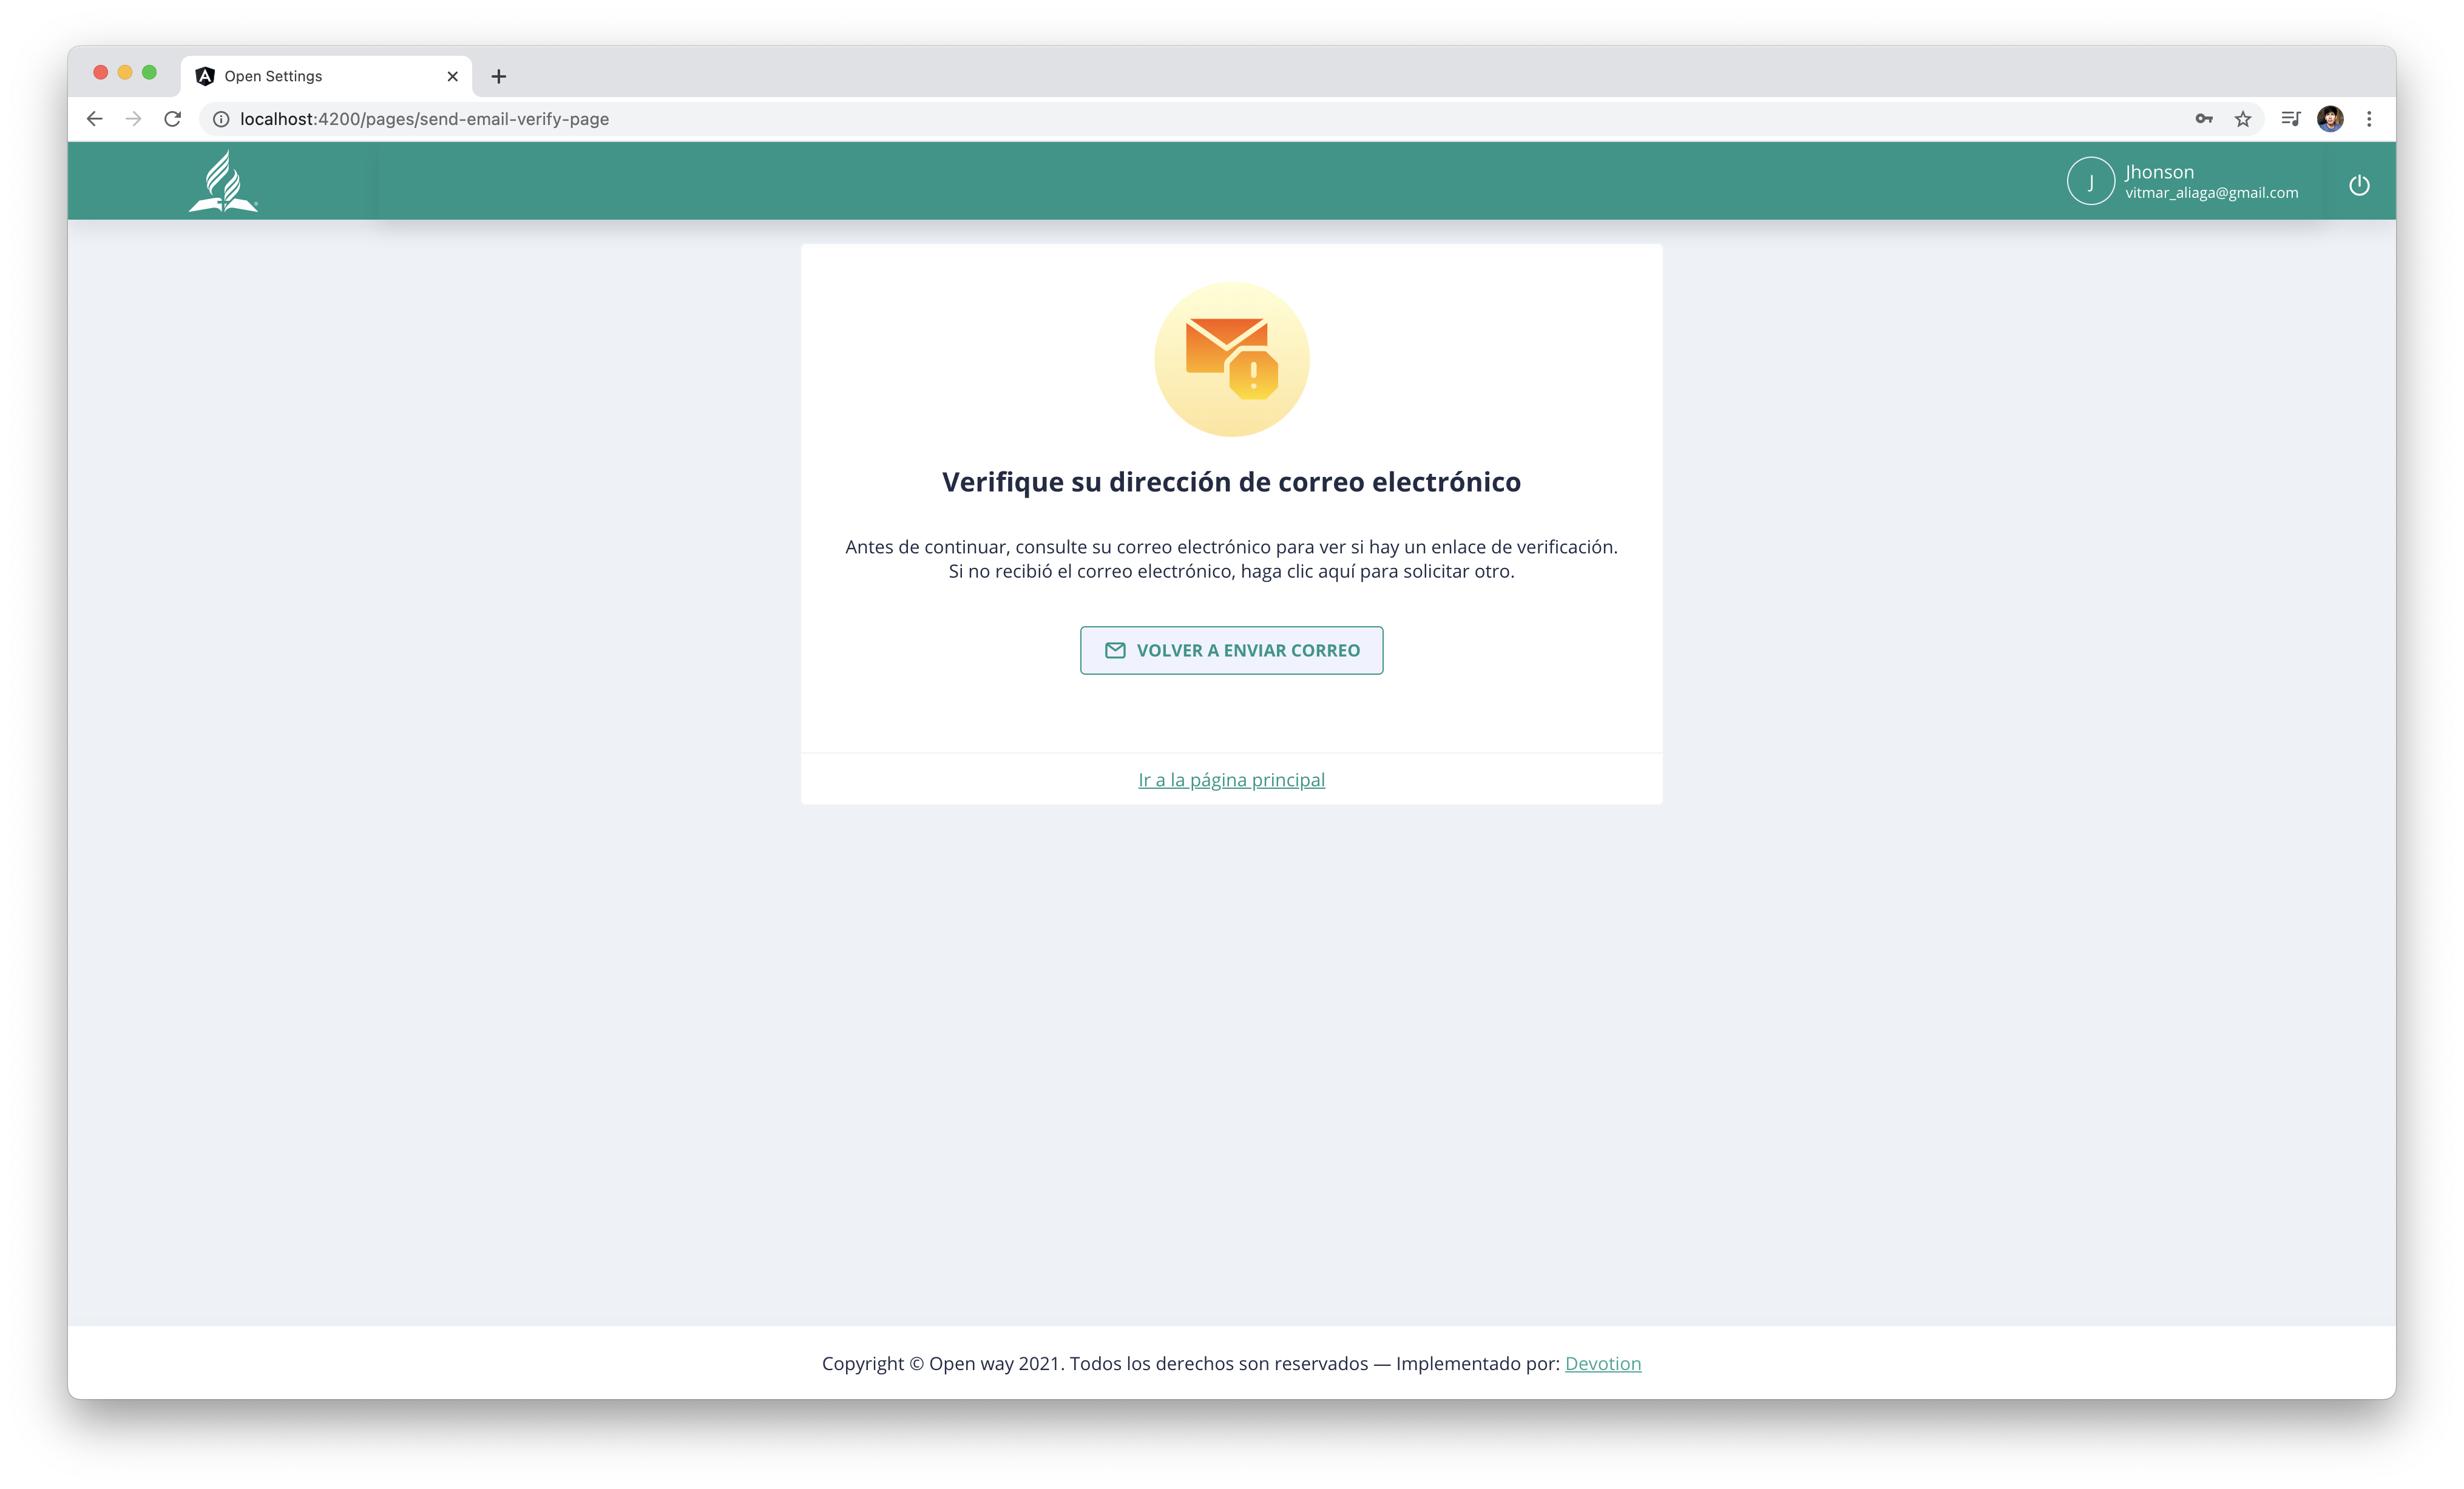 Open Settings
localhost:4200/pages/send-email-verify-page
J
Jhonson
vitmar_aliaga@gmail.com
Verifique su dirección de correo electrónico
Antes de continuar, consulte su correo electrónico para ver si hay un enlace de verificación.
Si no recibió el correo electrónico, haga clic aquí para solicitar otro.
VOLVER A ENVIAR CORREO
Ir a la página principal
Copyright © Open way 2021. Todos los derechos son reservados — Implementado por: Devotion